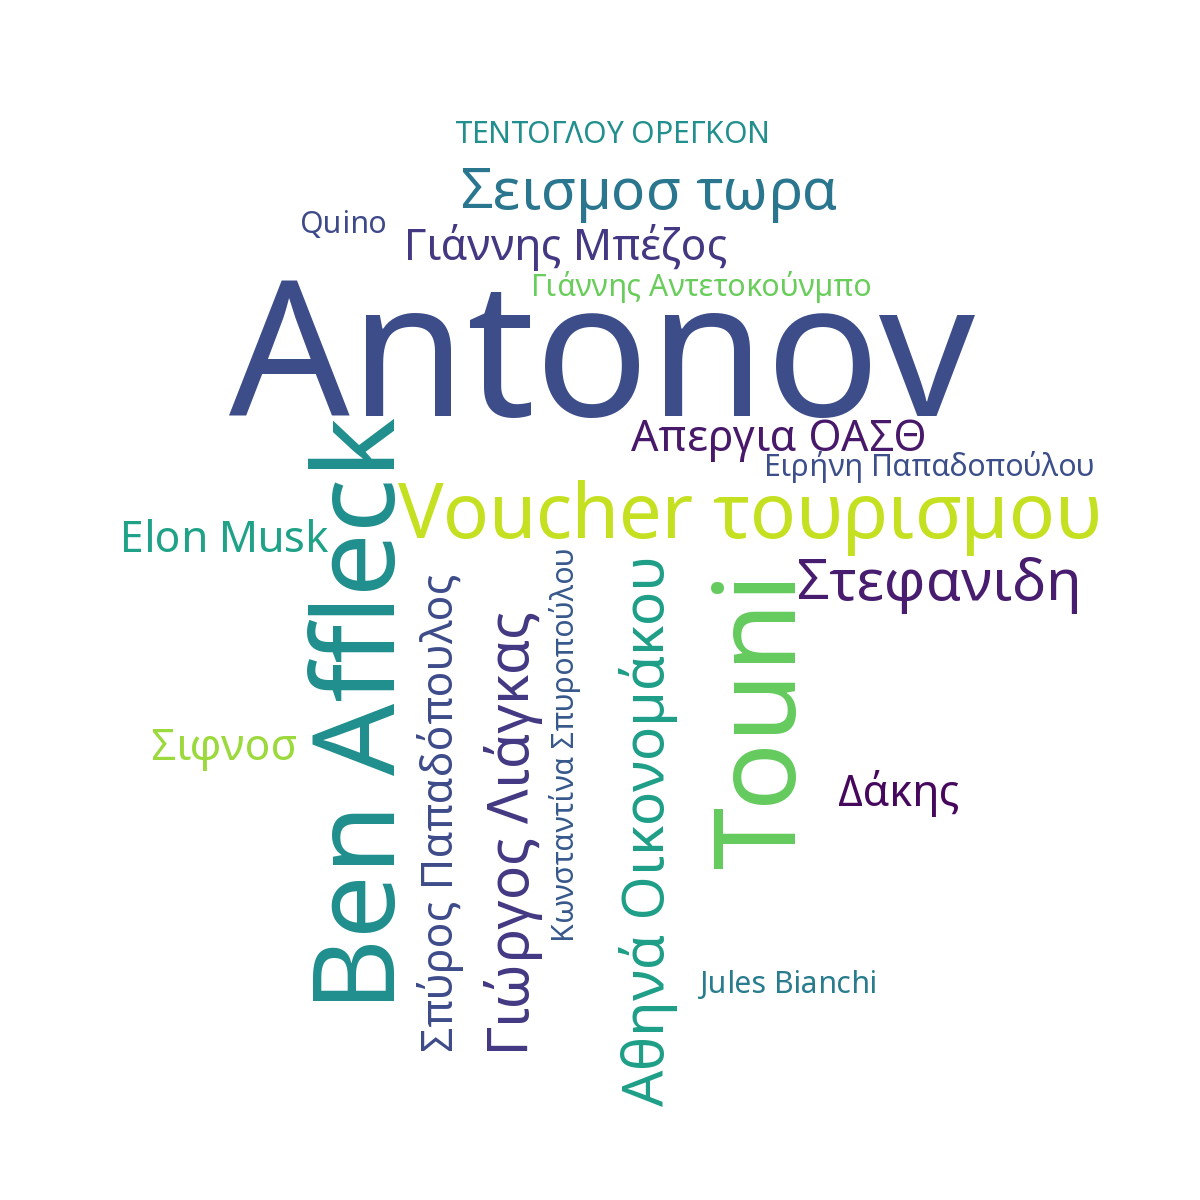 ΤΕΝΤΟΓΛΟΥ ΟΡΕΓΚΟΝ
Σεισμοσ τωρα
Quino
Γιάννης Μπέζος
Γιάννης Αντετοκούνμπο
Antonov
Απεργια ΟΑΣΘ
Ειρήνη Παπαδοπούλου
Voucher τουρισμου
Elon Musk
Ben Affleck
Στεφανιδη
Σπύρος Παπαδόπουλος
Γιώργος Λιάγκας
Κωνσταντίνα Σπυροπούλου
Αθηνά Οικονομάκου
Touni
Σιφνοσ
Δάκης
Jules Bianchi